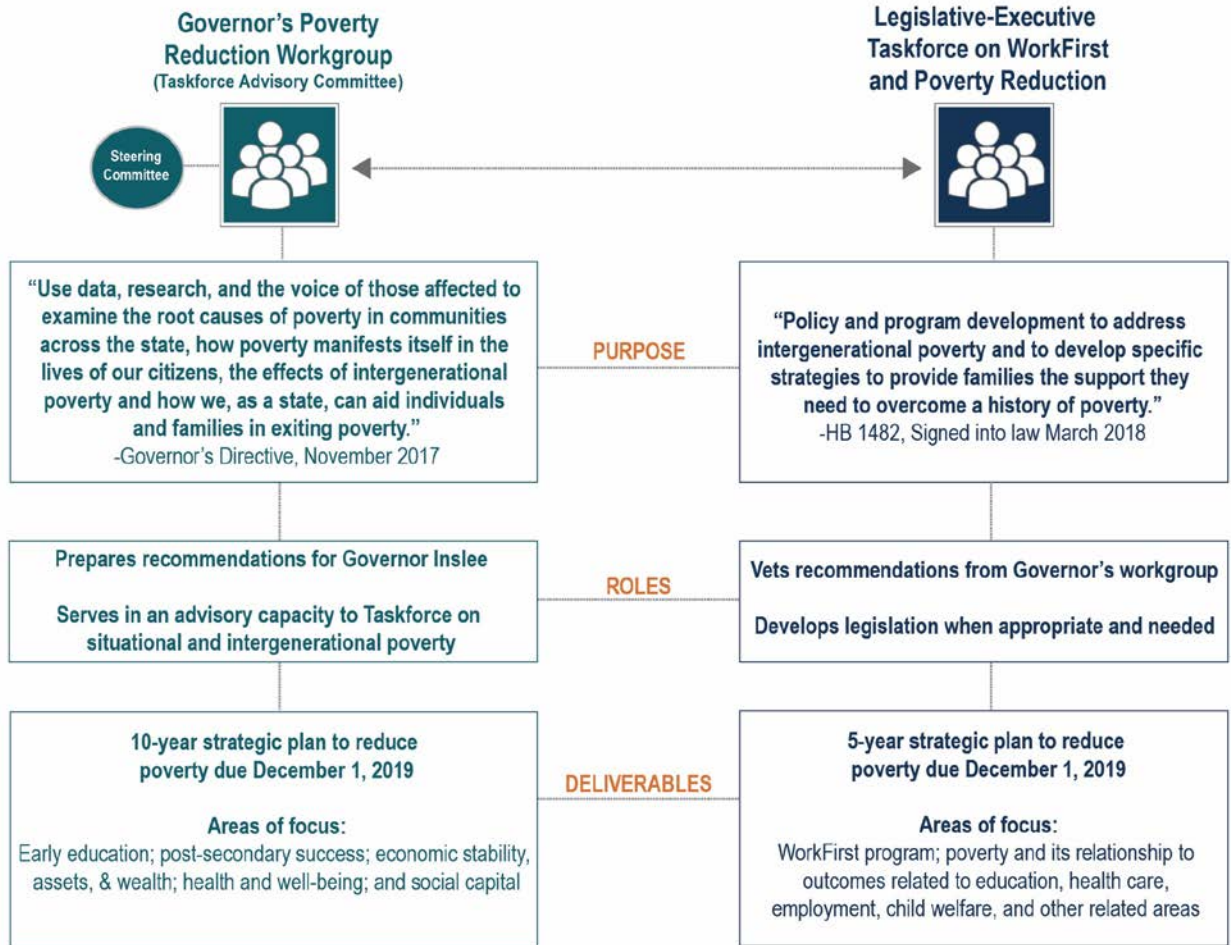 Governor’s Poverty
Reduction Workgroup
(Taskforce Advisory Committee)
Legislative-Executive
Taskforce on WorkFirst
and Poverty Reduction
Steering
Committee
“Use data, research, and the voice of those affected to
examine the root causes of poverty in communities
across the state, how poverty manifests itself in the
lives of our citizens, the effects of intergenerational
poverty and how we, as a state, can aid individuals
and families in exiting poverty.”
-Governor’s Directive, November 2017
PURPOSE
“Policy and program development to address
intergenerational poverty and to develop specific
strategies to provide families the support they
need to overcome a history of poverty.”
-HB 1482, Signed into law March 2018
Prepares recommendations for Governor Inslee
Serves in an advisory capacity to Taskforce on
situational and intergenerational poverty
ROLES
Vets recommendations from Governor’s workgroup
Develops legislation when appropriate and needed
10-year strategic plan to reduce
poverty due December 1, 2019
Areas of focus:
Early education; post-secondary success; economic stability,
assets, & wealth; health and well-being; and social capital
DELIVERABLES
5-year strategic plan to reduce
poverty due December 1, 2019
Areas of focus:
WorkFirst program; poverty and its relationship to
outcomes related to education, health care,
employment, child welfare, and other related areas